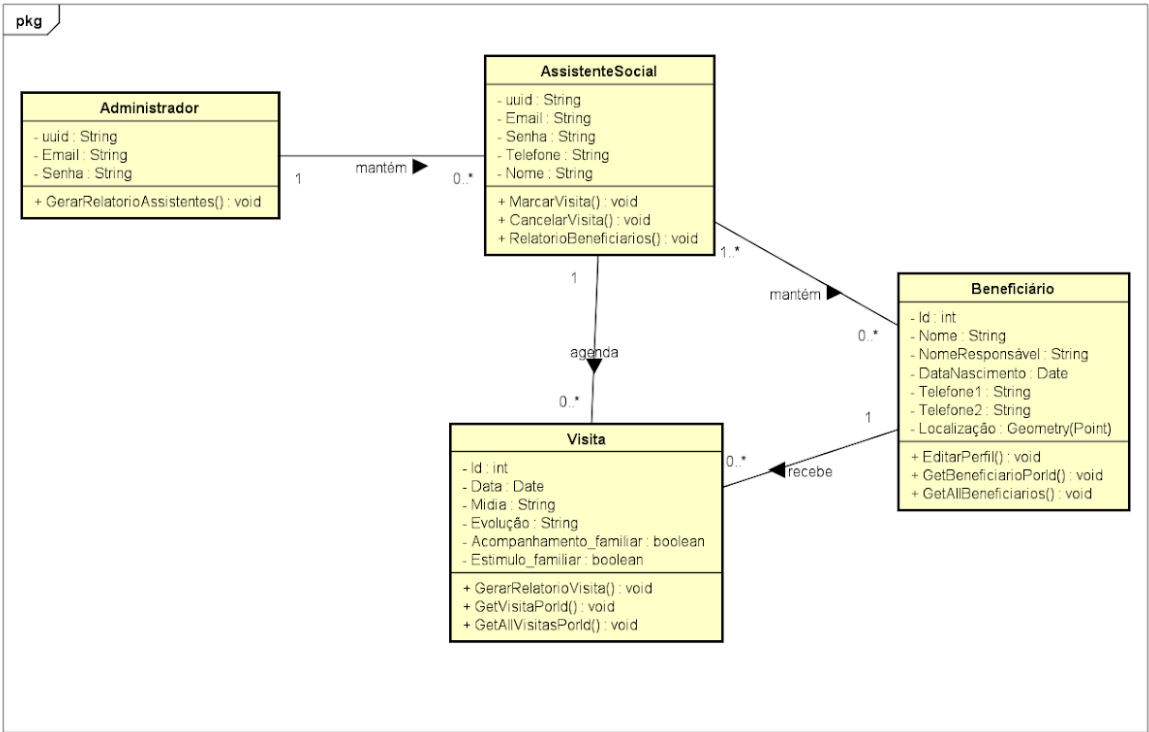 pkg
Administrador
- uuid : String
- Email : String
- Senha : String
+ GerarRelatorioAssistentes() : void
1
mantém
0..*
AssistenteSocial
- uuid : String
- Email : String
- Senha : String
- Telefone : String
- Nome : String
+ MarcarVisita() : void
+ CancelarVisita() : void
+ RelatorioBeneficiarios() : void
1..*
mantém
0..*
1
agenda
0..*
Beneficiário
- Id : int
- Nome : String
- NomeResponsável : String
- DataNascimento : Date
- Telefone1 : String
- Telefone2 : String
- Localização : Geometry(Point)
+ EditarPerfil() : void
+ GetBeneficiarioPorId() : void
+ GetAllBeneficiarios() : void
1
recebe
0..*
Visita
- Id : int
- Data : Date
- Midia : String
- Evolução : String
- Acompanhamento_familiar : boolean
- Estimulo_familiar : boolean
+ GerarRelatorioVisita() : void
+ GetVisitaPorId() : void
+ GetAllVisitasPorId() : void